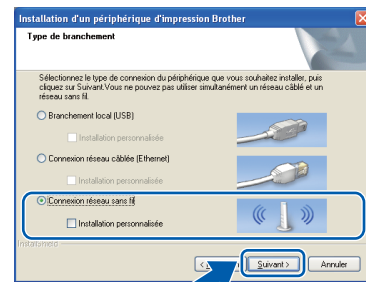 Installation d'un périphérique d'impression Brother
Type de branchement
Sélectionnez le type de connexion du périphérique que vous souhaitez installer, puis
cliquez sur Suivant.Vous ne pouvez pas utiliser simultanément un réseau câblé et un
réseau sans fil.
Branchement local (USB)
Installation personnalisée
Connexion réseau câblée (Ethernet)
Installation personnalisée
Connexion réseau sans fil
Installation personnalisée
InstallShield
Suivant > Annuler